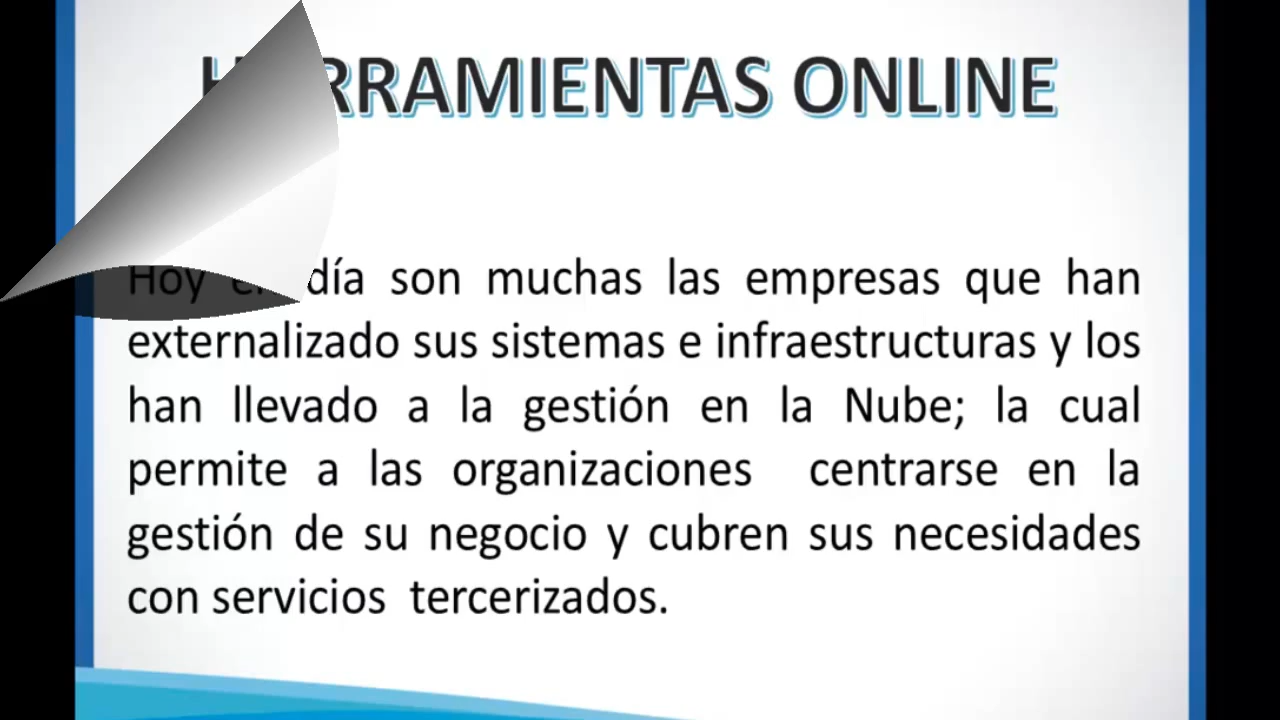 HERRAMIENTAS ONLINE
Hoy en día son muchas las empresas que han
externalizado sus sistemas e infraestructuras y los
han llevado a la gestión en la Nube; la cual
permite a las organizaciones centrarse en la
gestión de su negocio y cubren sus necesidades
con servicios tercerizados.